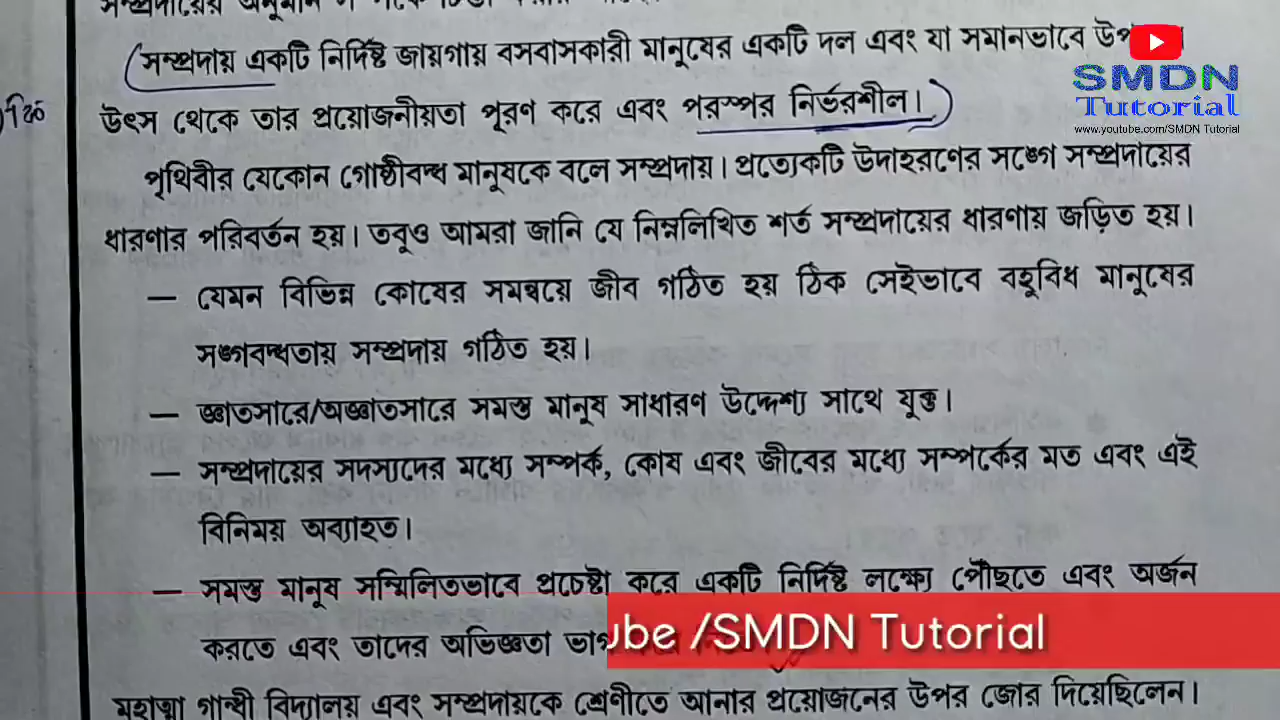 সম্প্রদায়ের অনুমান
(সম্প্রদায় একটি নির্দিষ্ট জায়গায় বসবাসকারী মানুষের একটি দল এবং যা সমানভাবে
উৎস থেকে তার প্রয়োজনীয়তা পূরণ করে এবং পরস্পর নির্ভরশীল।)
পৃথিবীর যেকোন গোষ্ঠীবদ্ধ মানুষকে বলে সম্প্রদায়। প্রত্যেকটি উদাহরণের সঙ্গে সম্প্রদায়ের
ধারণার পরিবর্তন হয়। তবুও আমরা জানি যে নিম্নলিখিত শর্ত সম্প্রদায়ের ধারণায় জড়িত হয়।
— যেমন বিভিন্ন কোষের সমন্বয়ে জীব গঠিত হয় ঠিক সেইভাবে বহুবিধ মানুষের
সঙ্গবদ্ধতায় সম্প্রদায় গঠিত হয়।
— জ্ঞাতসারে/অজ্ঞাতসারে সমস্ত মানুষ সাধারণ উদ্দেশ্য সাথে যুক্ত।
— সম্প্রদায়ের সদস্যদের মধ্যে সম্পর্ক, কোষ এবং জীবের মধ্যে সম্পর্কের মত এবং এই
বিনিময় অব্যাহত।
— সমস্ত মানুষ সম্মিলিতভাবে প্রচেষ্টা করে একটি নির্দিষ্ট লক্ষ্যে পৌঁছতে এবং অর্জন
করতে এবং তাদের অভিজ্ঞতা
মহাত্মা গান্ধী বিদ্যালয় এবং সম্প্রদায়কে শ্রেণীতে আনার প্রয়োজনের উপর জোর দিয়েছিলেন।
SMDN
Tutorial
www.youtube.com/SMDN Tutorial
ube /SMDN Tutorial